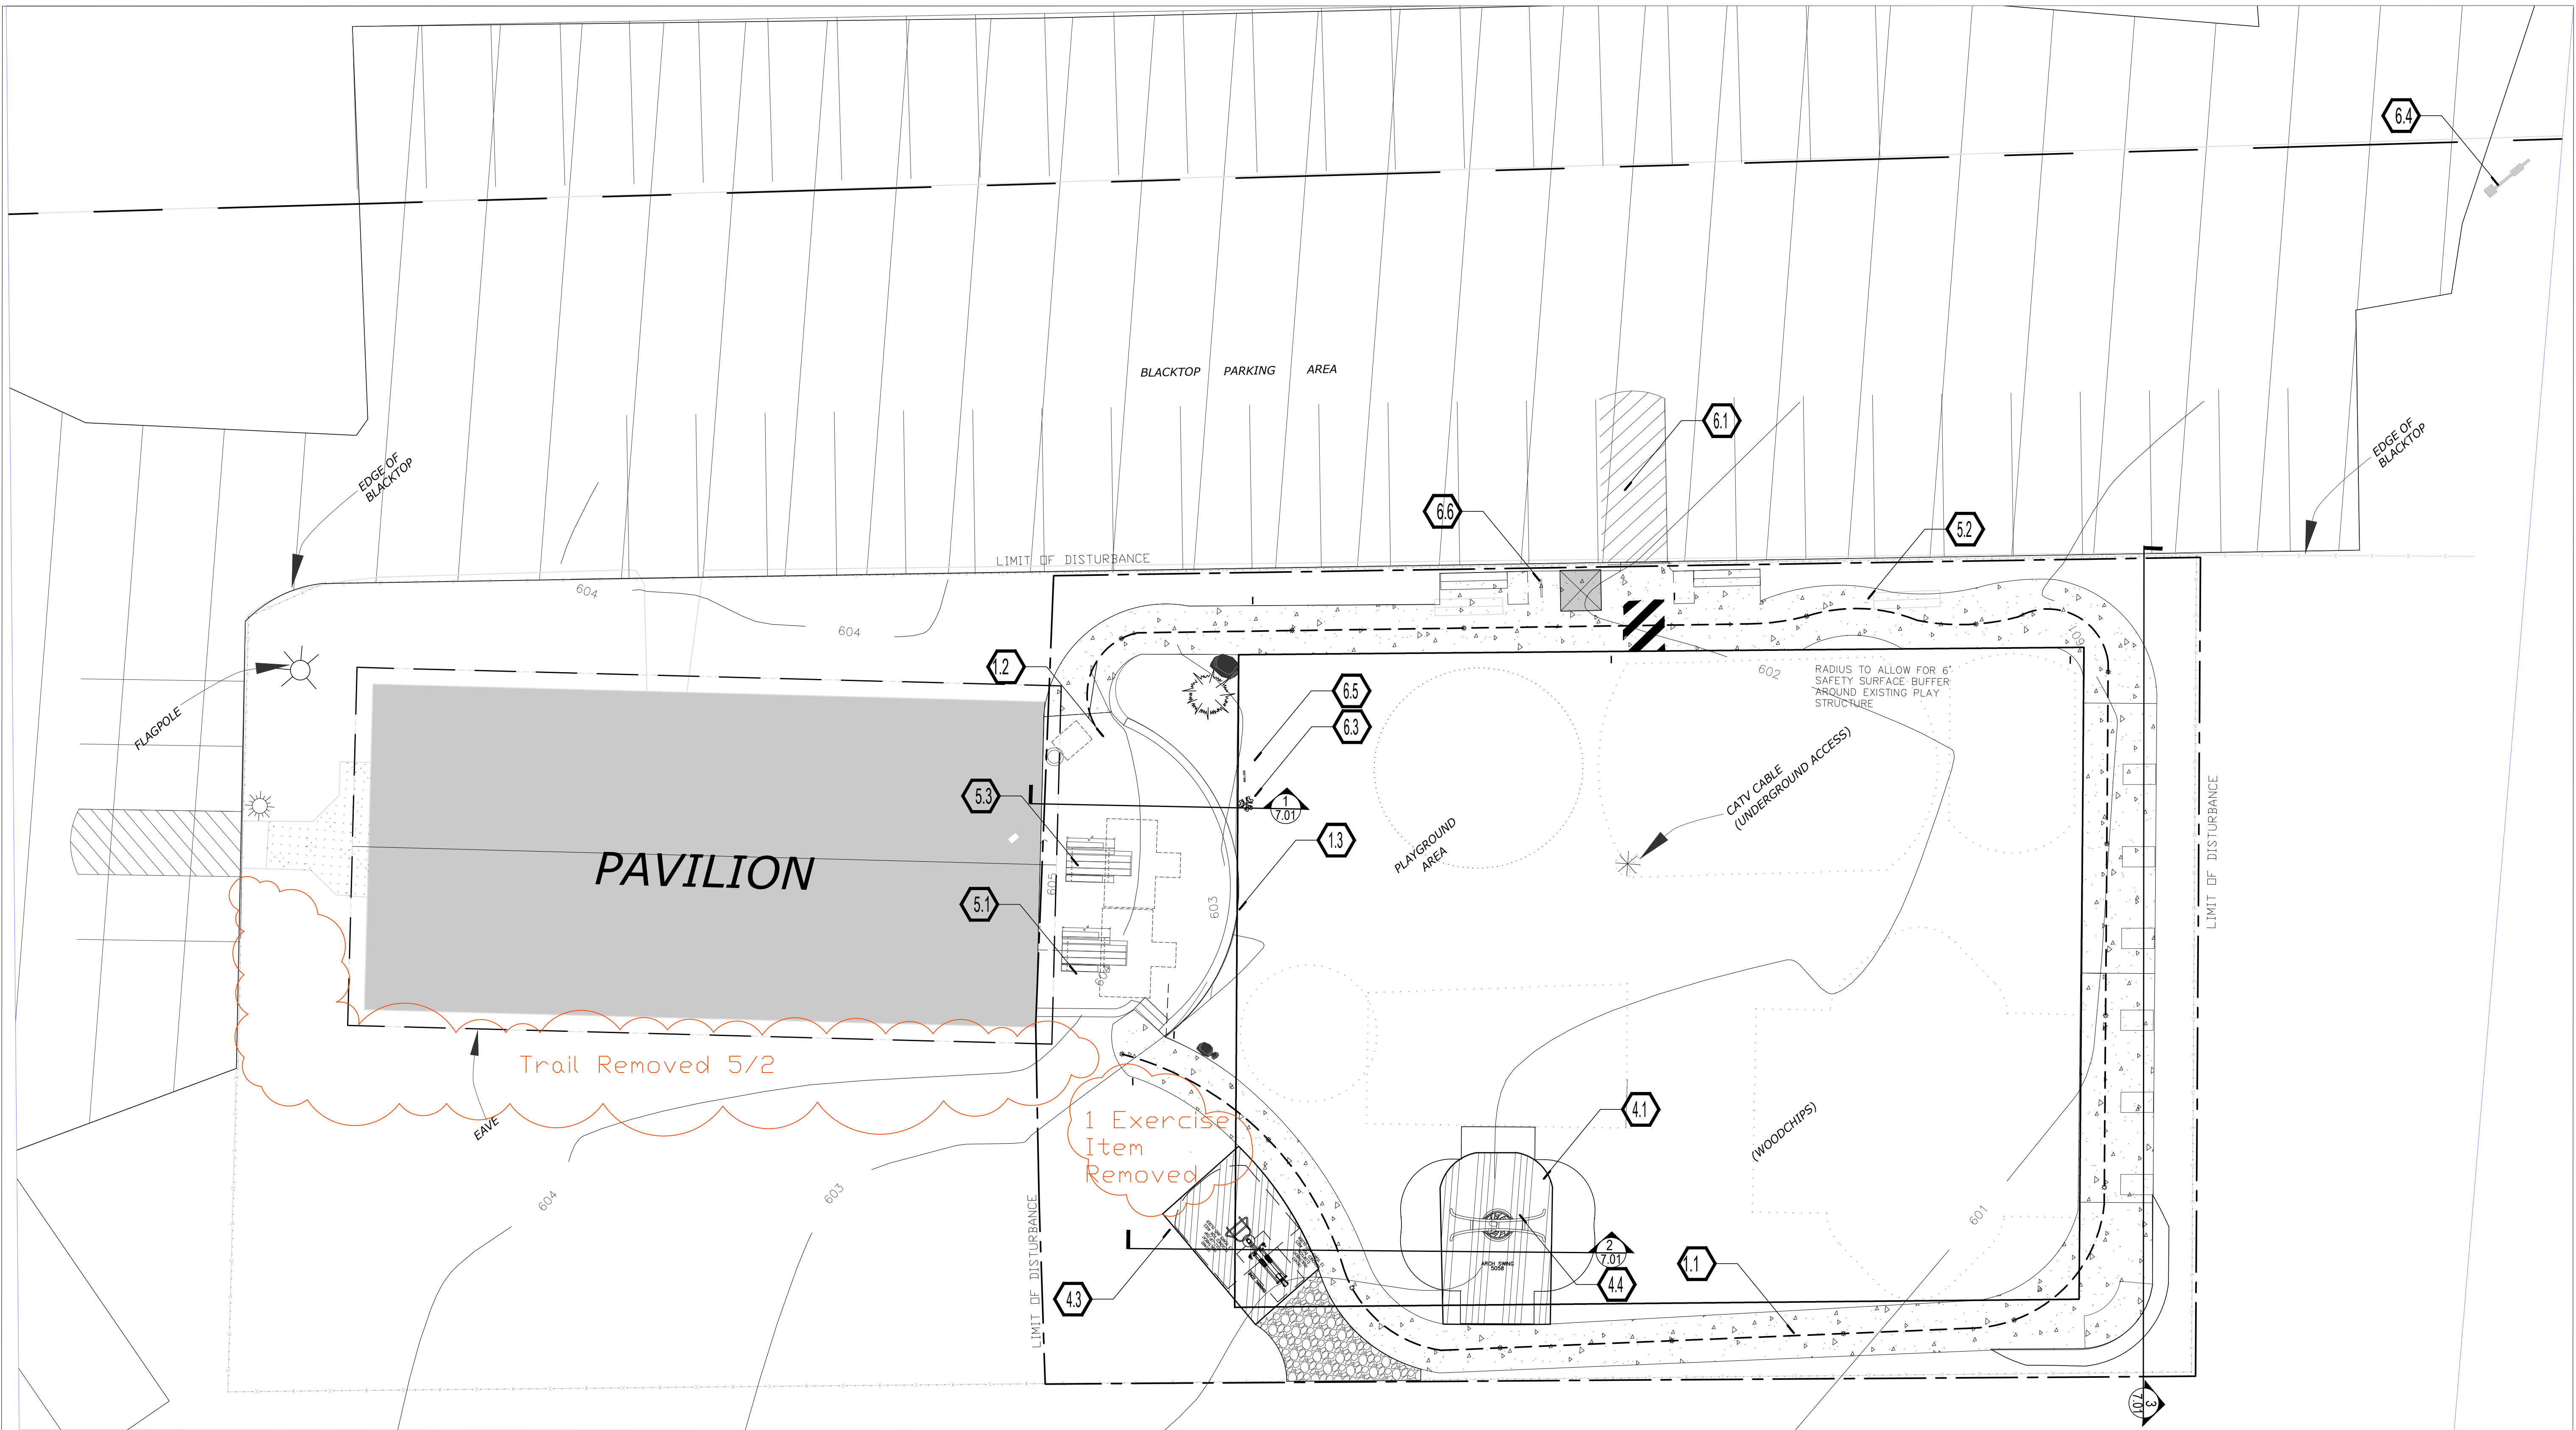 6.4
BLACKTOP PARKING AREA
6.1
EDGE OF
BLACKTOP
EDGE OF
BLACKTOP
6.6
5.2
LIMIT OF DISTURBANCE
604
604
601
1.2
602
RADIUS TO ALLOW FOR 6'
SAFETY SURFACE BUFFER
AROUND EXISTING PLAY
STRUCTURE
6.5
6.3
FLAGPOLE
CATV CABLE
(UNDERGROUND ACCESS)
5.3
1
7.01
1.3
PLAYGROUND
AREA
LIMIT OF DISTURBANCE
PAVILION
605
5.1
603
Trail Removed 5/2
EAVE
1 Exercise
Item
Removed
4.1
(WOODCHIPS)
604
603
601
LIMIT OF DISTURBANCE
2
7.01
ARCH SWING
5058
4.3
4.4
1.1
3
7.01